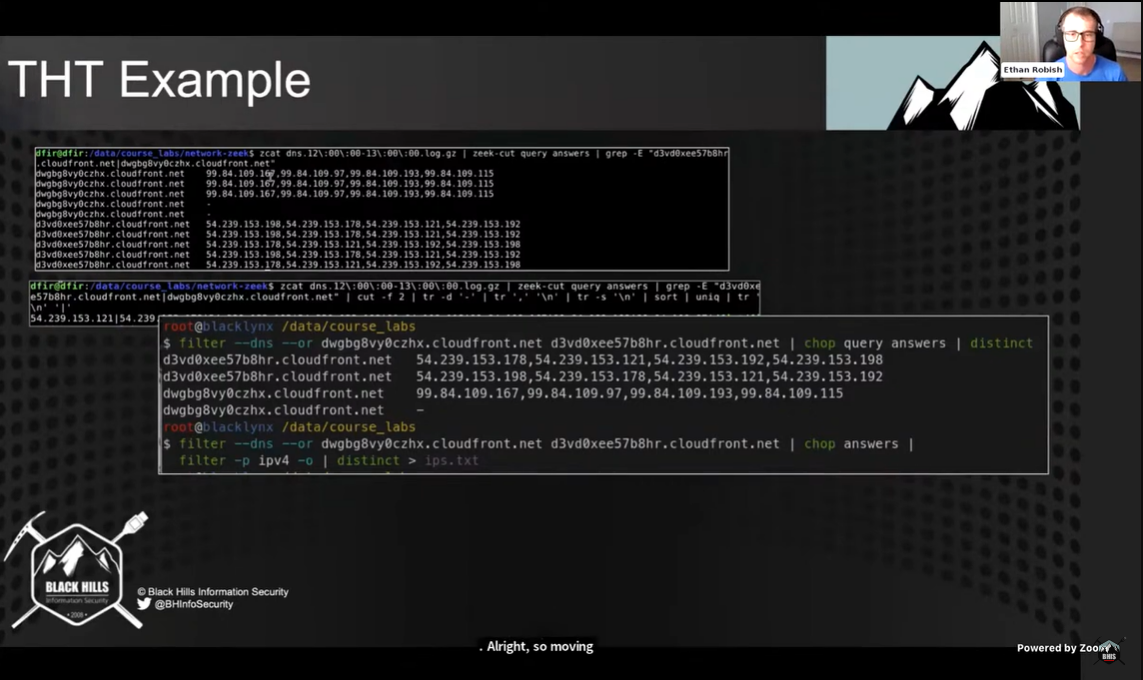 Ethan Robish
THT Example
dfir@dfir:/data/course_labs/network-zeek$ zcat dns.12\:00\:00-13\:00\:00.log.gz | zeek-cut query answers | grep -E "d3vd0xee57b8hr
.cloudfront.net|dwgbg8vy0czhx.cloudfront.net"
dwgbg8vy0czhx.cloudfront.net 99.84.109.167,99.84.109.97,99.84.109.193,99.84.109.115
dwgbg8vy0czhx.cloudfront.net 99.84.109.167,99.84.109.97,99.84.109.193,99.84.109.115
dwgbg8vy0czhx.cloudfront.net 99.84.109.167,99.84.109.97,99.84.109.193,99.84.109.115
dwgbg8vy0czhx.cloudfront.net -
dwgbg8vy0czhx.cloudfront.net -
d3vd0xee57b8hr.cloudfront.net 54.239.153.198,54.239.153.178,54.239.153.121,54.239.153.192
d3vd0xee57b8hr.cloudfront.net 54.239.153.198,54.239.153.178,54.239.153.121,54.239.153.192
d3vd0xee57b8hr.cloudfront.net 54.239.153.178,54.239.153.121,54.239.153.192,54.239.153.198
d3vd0xee57b8hr.cloudfront.net 54.239.153.198,54.239.153.178,54.239.153.121,54.239.153.192
d3vd0xee57b8hr.cloudfront.net 54.239.153.178,54.239.153.121,54.239.153.192,54.239.153.198
dfir@dfir:/data/course_labs/network-zeek$ zcat dns.12\:00\:00-13\:00\:00.log.gz | zeek-cut query answers | grep -E "d3vd0xe
e57b8hr.cloudfront.net|dwgbg8vy0czhx.cloudfront.net" | cut -f 2 | tr -d '-' | tr ',' '\n' | tr -s '\n' | sort | uniq | tr '
\n' '|'
54.239.153.121|54.239
root@blacklynx /data/course_labs
$ filter --dns --or dwgbg8vy0czhx.cloudfront.net d3vd0xee57b8hr.cloudfront.net | chop query answers | distinct
d3vd0xee57b8hr.cloudfront.net 54.239.153.178,54.239.153.121,54.239.153.192,54.239.153.198
d3vd0xee57b8hr.cloudfront.net 54.239.153.198,54.239.153.178,54.239.153.121,54.239.153.192
dwgbg8vy0czhx.cloudfront.net 99.84.109.167,99.84.109.97,99.84.109.193,99.84.109.115
dwgbg8vy0czhx.cloudfront.net –
root@blacklynx /data/course_labs
$ filter --dns --or dwgbg8vy0czhx.cloudfront.net d3vd0xee57b8hr.cloudfront.net | chop answers |
filter -p ipv4 -o | distinct > ips.txt
BLACK HILLS
Information Security
• 2008 •
© Black Hills Information Security
@BHInfoSecurity
. Alright, so moving
Powered by Zoom
BHIS